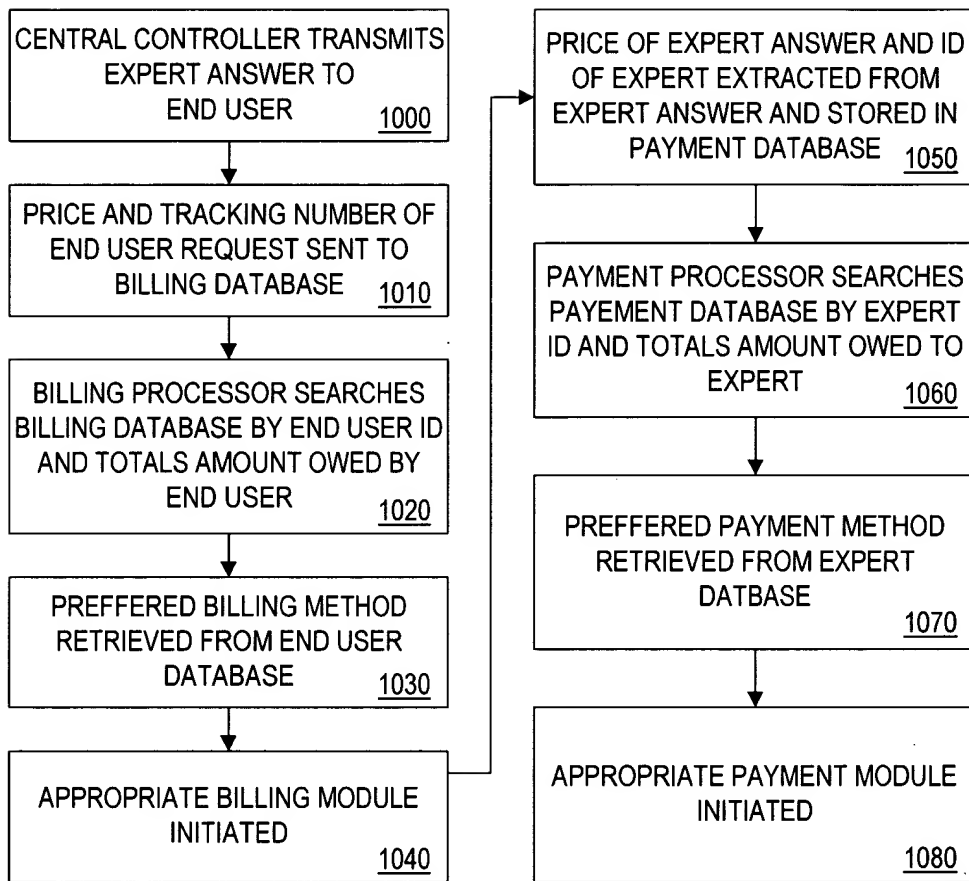 CENTRAL CONTROLLER TRANSMITS
EXPERT ANSWER TO
END USER
1000
PRICE AND TRACKING NUMBER OF
END USER REQUEST SENT TO
BILLING DATABASE
1010
BILLING PROCESSOR SEARCHES
BILLING DATABASE BY END USER ID
AND TOTALS AMOUNT OWED BY
END USER
1020
PREFFERED BILLING METHOD
RETRIEVED FROM END USER
DATABASE
1030
APPROPRIATE BILLING MODULE
INITIATED
1040
PRICE OF EXPERT ANSWER AND ID
OF EXPERT EXTRACTED FROM
EXPERT ANSWER AND STORED IN
PAYMENT DATABASE
1050
PAYMENT PROCESSOR SEARCHES
PAYEMENT DATABASE BY EXPERT
ID AND TOTALS AMOUNT OWED TO
EXPERT
1060
PREFFERED PAYMENT METHOD
RETRIEVED FROM EXPERT
DATBASE
1070
APPROPRIATE PAYMENT MODULE
INITIATED
1080